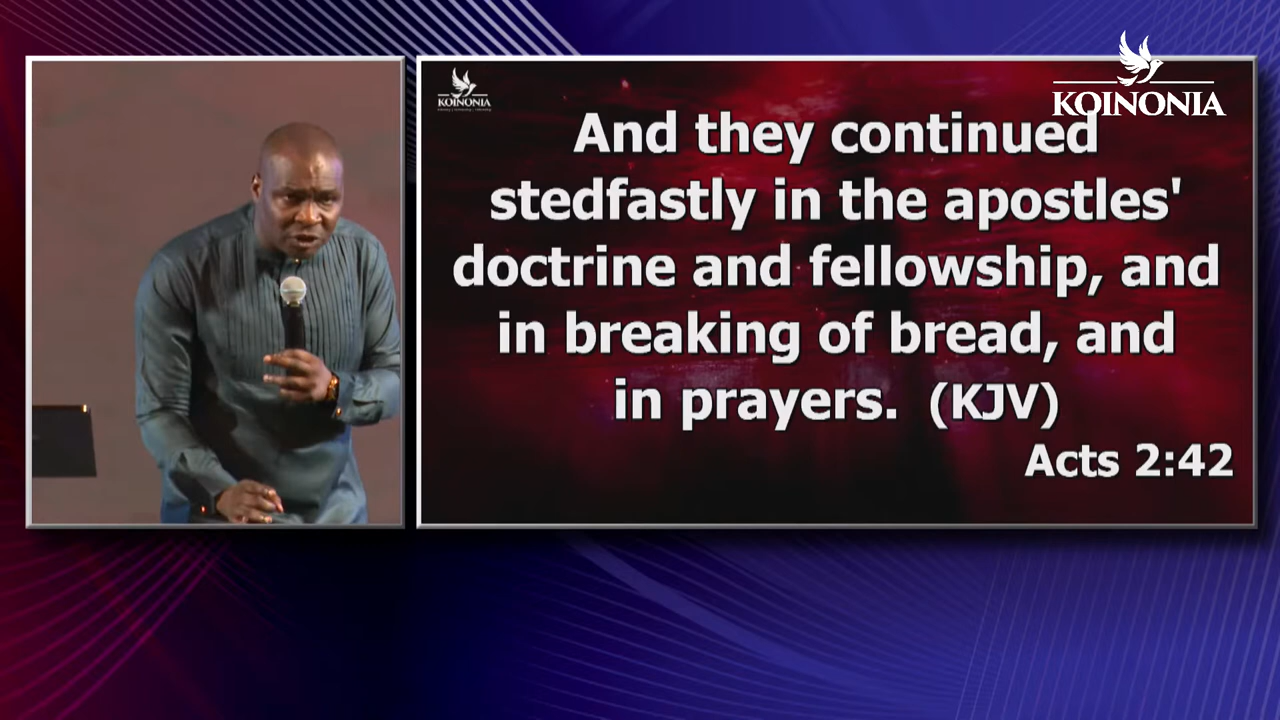 KOINONIA
KOINONIA
And they continued
stedfastly in the apostles'
doctrine and fellowship, and
in breaking of bread, and
in prayers. (KJV)
Acts 2:42